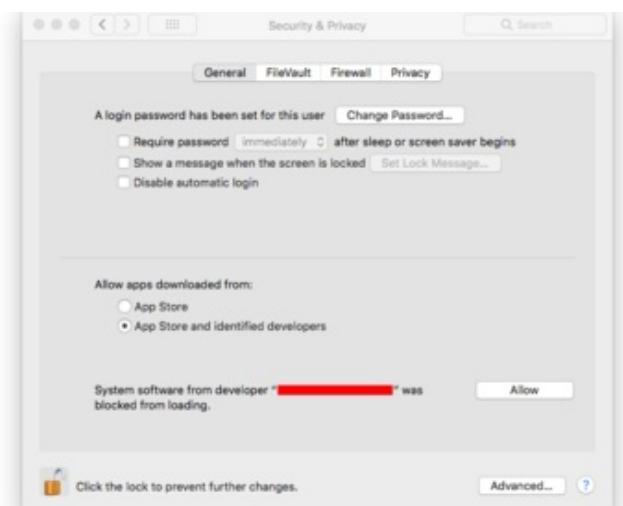 Security & Privacy
Search
General FileVault Firewall Privacy
A login password has been set for this user Change Password...
Require password immediately after sleep or screen saver begins
Show a message when the screen is locked Set Lock Message...
Disable automatic login
Allow apps downloaded from:
App Store
App Store and identified developers
System software from developer “ ” was Allow
blocked from loading.
Click the lock to prevent further changes. Advanced... ?